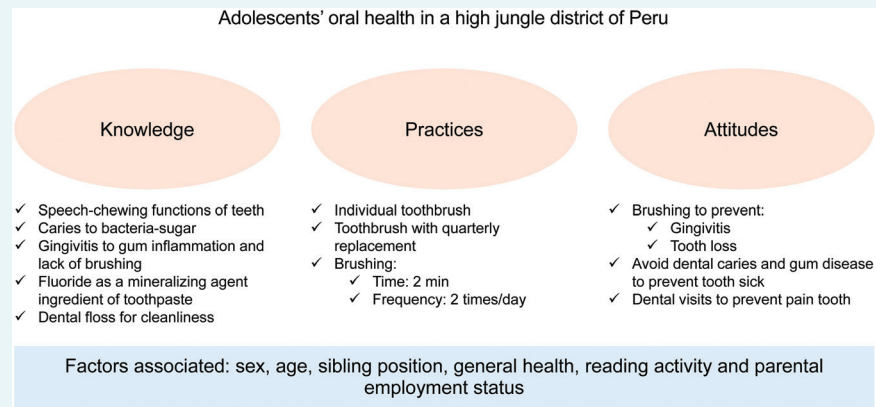 Adolescents’ oral health in a high jungle district of Peru
Knowledge
✓ Speech-chewing functions of teeth
✓ Caries to bacteria-sugar
✓ Gingivitis to gum inflammation and
lack of brushing
✓ Fluoride as a mineralizing agent
ingredient of toothpaste
✓ Dental floss for cleanliness
Practices
✓ Individual toothbrush
✓ Toothbrush with quarterly
replacement
✓ Brushing:
✓ Time: 2 min
✓ Frequency: 2 times/day
Attitudes
✓ Brushing to prevent:
✓ Gingivitis
✓ Tooth loss
✓ Avoid dental caries and gum disease
to prevent tooth sick
✓ Dental visits to prevent pain tooth
Factors associated: sex, age, sibling position, general health, reading activity and parental
employment status